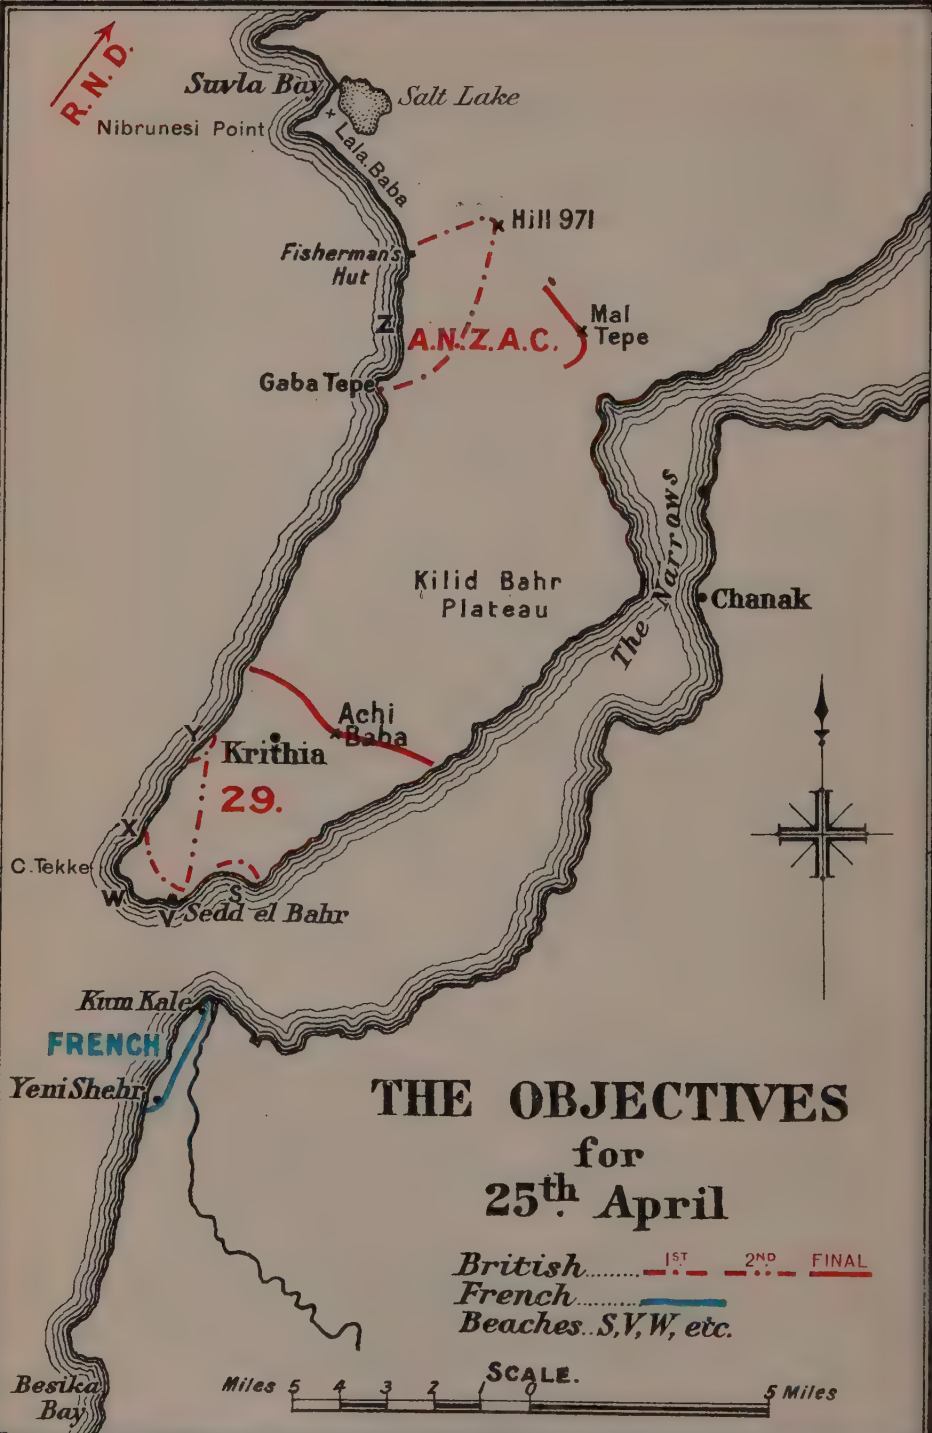 R.N.D.
Suvla Bay
Salt Lake
Nibrunesi Point
Lala Baba
Hill 971
Fisherman's
Hut
Z
A.N.Z.A.C.
Mal
Tepe
Gaba Tepe
The Narrows
Kilid Bahr
Plateau
Chanak
Achi
Baba
Y
Krithia
29.
X
C. Tekke
W
V
S
Sedd el Bahr
Kum Kale
FRENCH
Yeni Shehr
THE OBJECTIVES
for
25th April
British......... 1ST 2ND FINAL
French..........
Beaches..S,V,W, etc.
SCALE.
Miles 5 4 3 2 1 0 5 Miles
Besika
Bay